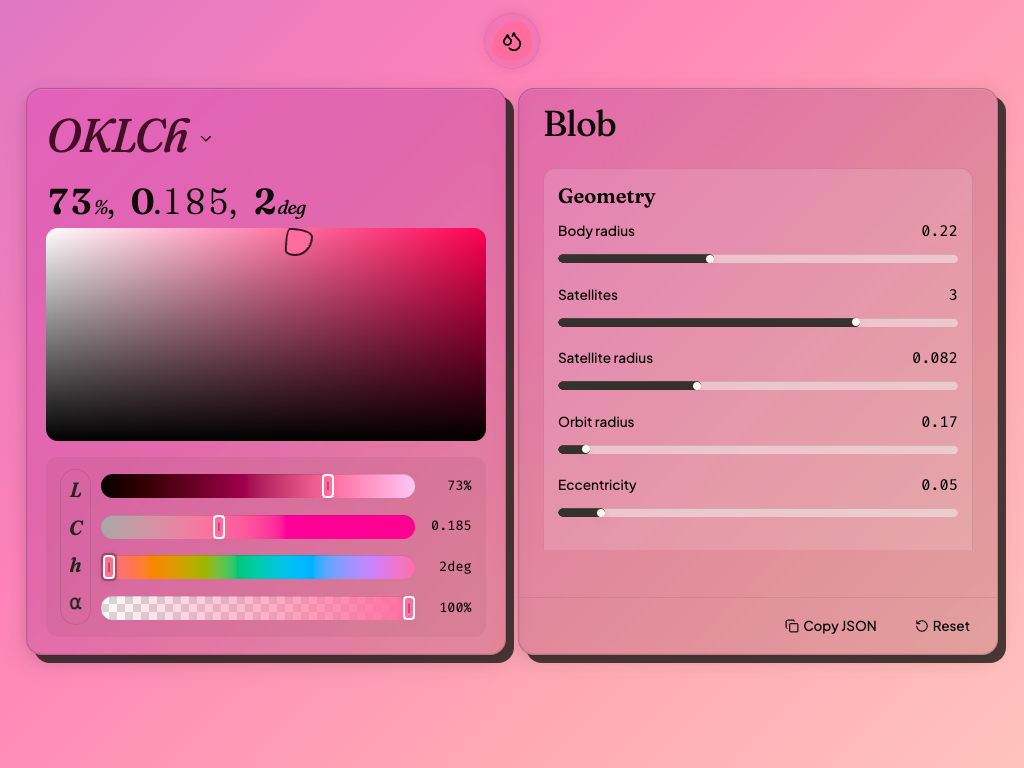 OKLCh
73%, 0.185, 2deg
L 73%
C 0.185
h 2deg
α 100%
Blob
Geometry
Body radius 0.22
Satellites 3
Satellite radius 0.082
Orbit radius 0.17
Eccentricity 0.05
Copy JSON Reset